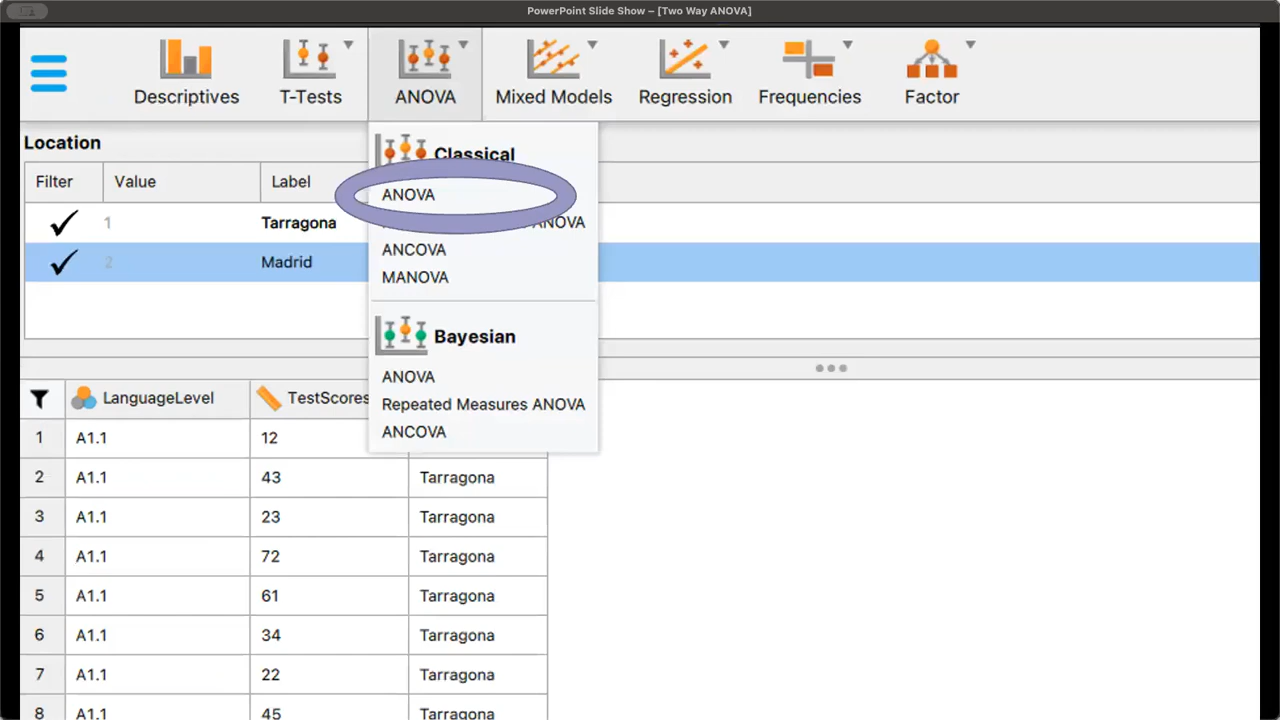 PowerPoint Slide Show – [Two Way ANOVA]
Descriptives T-Tests ANOVA Mixed Models Regression Frequencies Factor
Location
Filter Value Label
1 Tarragona
2 Madrid
Classical
ANOVA
ANOVA
ANCOVA
MANOVA
Bayesian
ANOVA
Repeated Measures ANOVA
ANCOVA
LanguageLevel TestScores
1 A1.1 12
2 A1.1 43 Tarragona
3 A1.1 23 Tarragona
4 A1.1 72 Tarragona
5 A1.1 61 Tarragona
6 A1.1 34 Tarragona
7 A1.1 22 Tarragona
8 A1.1 45 Tarragona